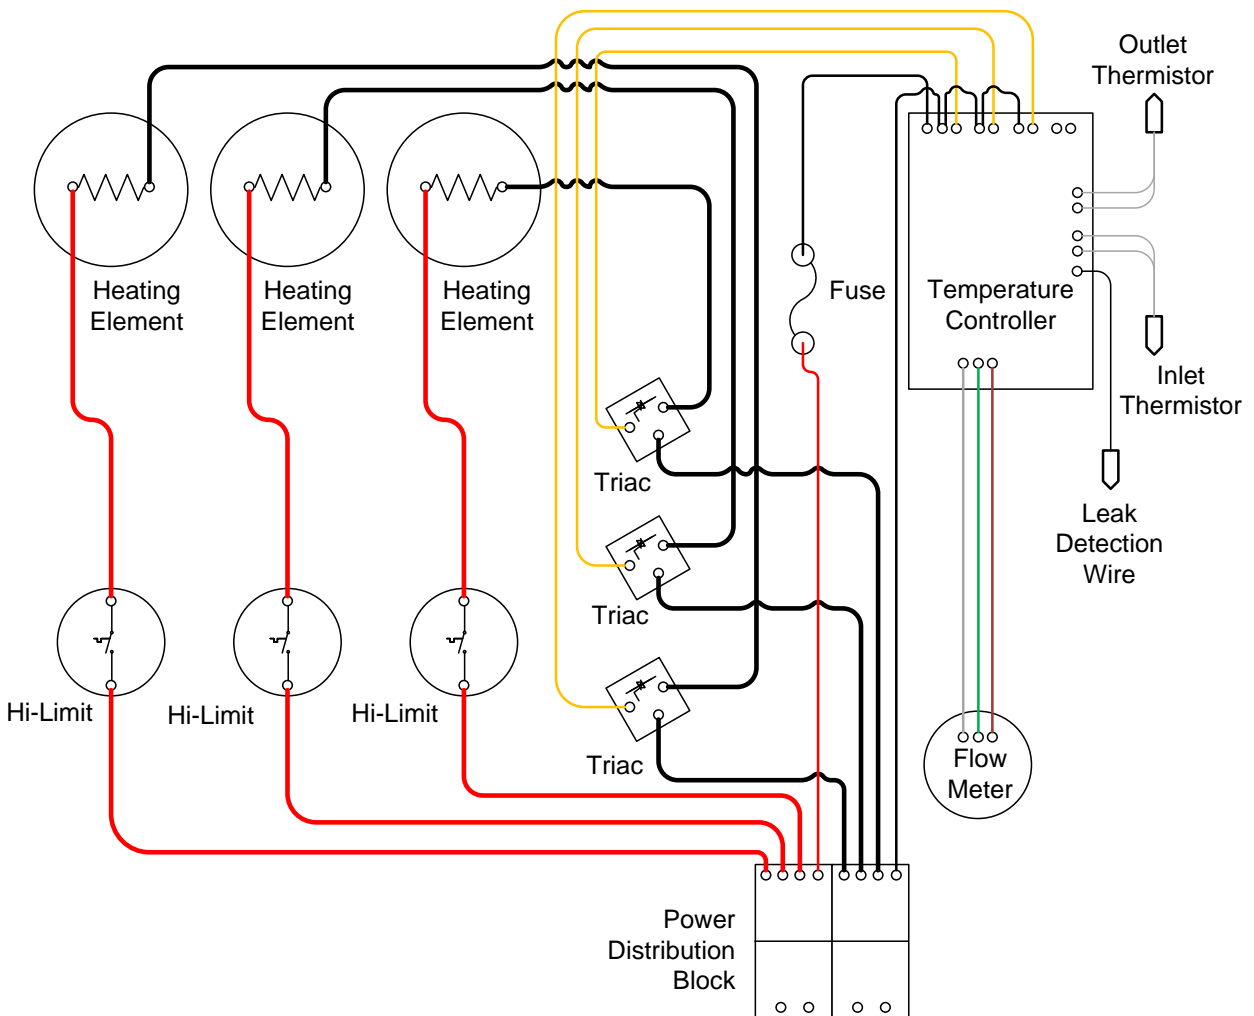 Outlet
Thermistor
Heating
Element
Heating
Element
Heating
Element
Fuse
Temperature
Controller
Inlet
Thermistor
Triac
Leak
Detection
Wire
Triac
Hi-Limit
Hi-Limit
Hi-Limit
Triac
Flow
Meter
Power
Distribution
Block